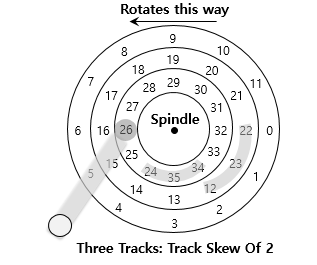 Rotates this way
9
8 10
19
18 20
7 29 11
28 30
17 21
27 31
Spindle
6 16 26 32 22 0
25 33
15 23
34
5 24 35 1
14 12
13
4 2
3
Three Tracks: Track Skew Of 2